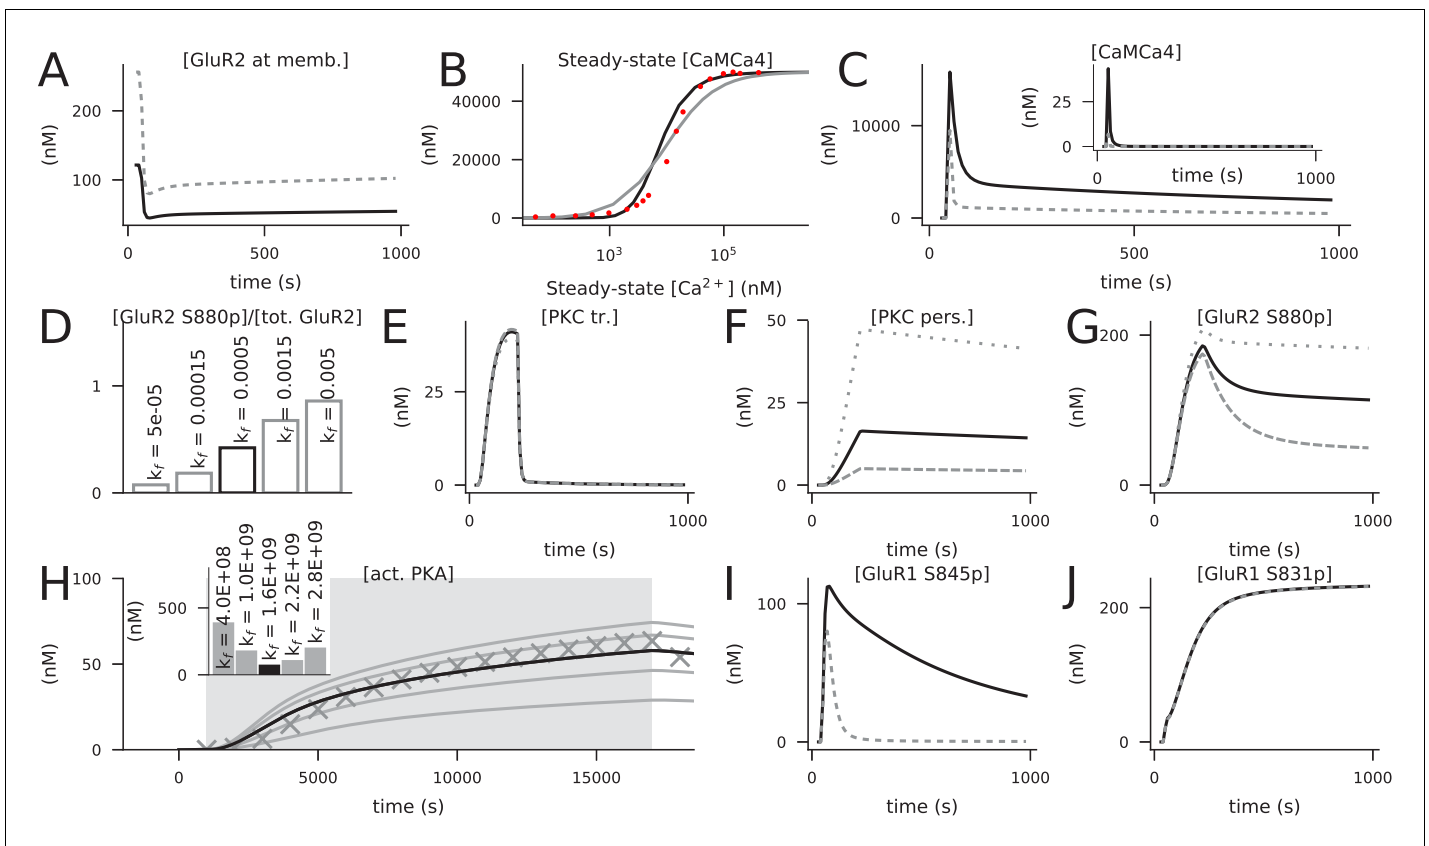 A
[GluR2 at memb.]
(nM)
200
100
0
500
1000
time (s)
B
Steady-state [CaMCa4]
(nM)
40000
20000
0
10³
10⁵
Steady-state [Ca²⁺] (nM)
C
(nM)
10000
0
0
500
1000
time (s)
[CaMCa4]
(nM)
25
0
0
1000
time (s)
D
[GluR2 S880p]/[tot. GluR2]
1
0
k_f = 5e-05
k_f = 0.00015
k_f = 0.0005
k_f = 0.0015
k_f = 0.005
E
[PKC tr.]
(nM)
25
0
0
1000
time (s)
F
[PKC pers.]
(nM)
50
25
0
0
1000
time (s)
G
[GluR2 S880p]
200
100
0
0
1000
time (s)
H
[act. PKA]
(nM)
100
50
0
0
5000
10000
15000
time (s)
(nM)
500
0
k_f = 4.0E+08
k_f = 1.0E+09
k_f = 1.6E+09
k_f = 2.2E+09
k_f = 2.8E+09
I
[GluR1 S845p]
(nM)
100
0
0
1000
time (s)
J
[GluR1 S831p]
(nM)
200
0
0
1000
time (s)